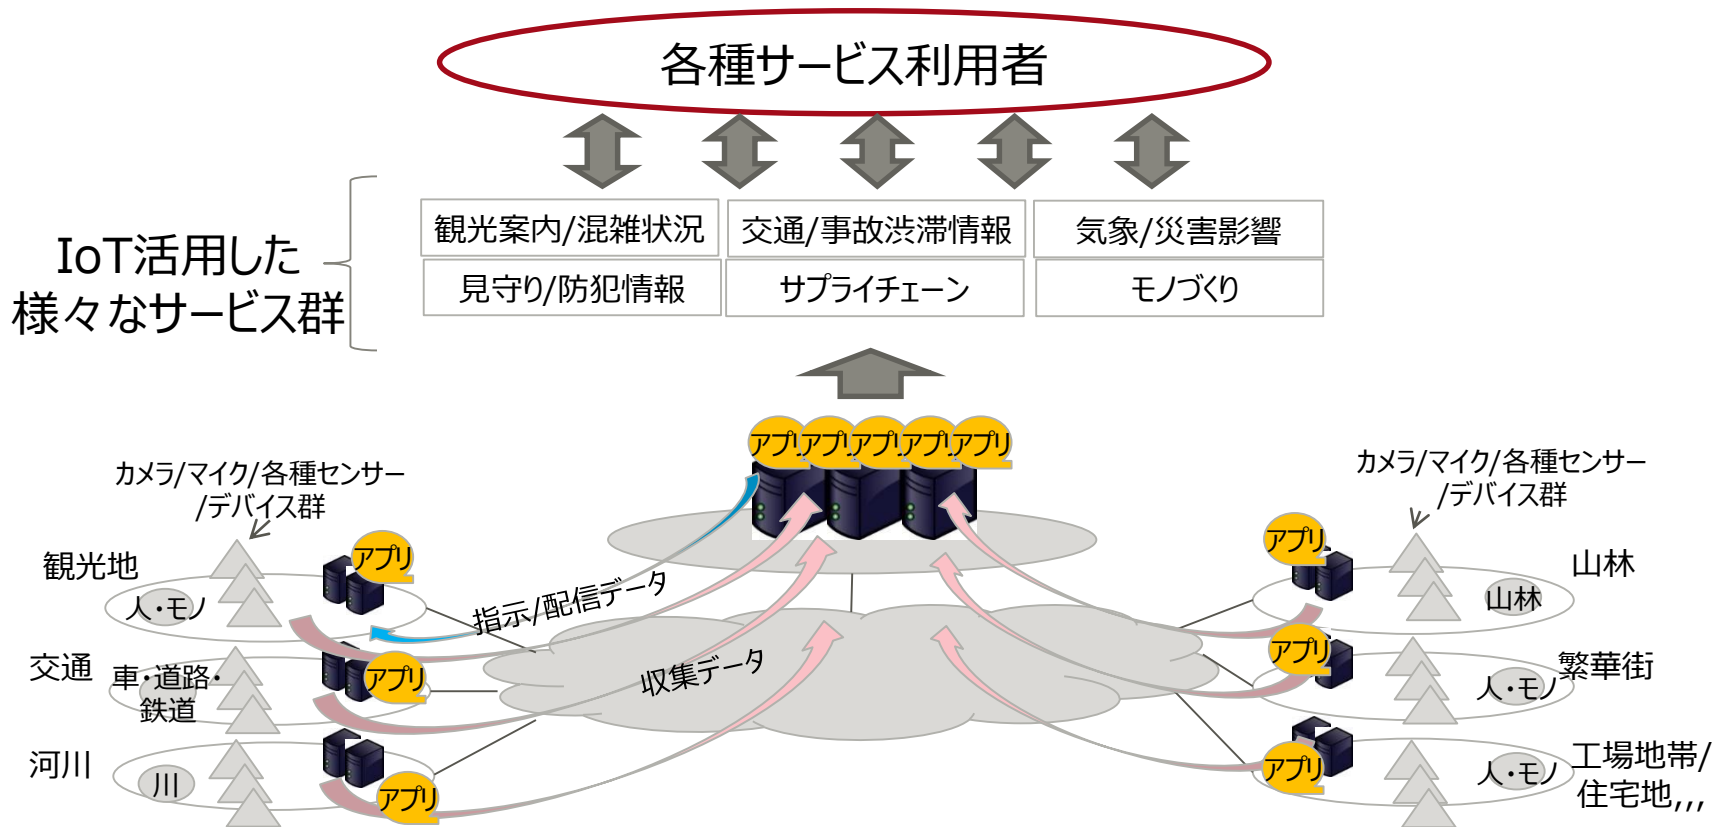 各種サービス利用者
観光案内/混雑状況
交通/事故渋滞情報
気象/災害影響
IoT活用した
様々なサービス群
見守り/防犯情報
サプライチェーン
モノづくり
アプリ
アプリ
アプリ
アプリ
アプリ
カメラ/マイク/各種センサー
/デバイス群
カメラ/マイク/各種センサー
/デバイス群
観光地
アプリ
人・モノ
指示/配信データ
アプリ
山林
山林
交通
車・道路・
鉄道
アプリ
収集データ
アプリ
繁華街
人・モノ
河川
川
アプリ
アプリ
人・モノ
工場地帯/
住宅地,,,